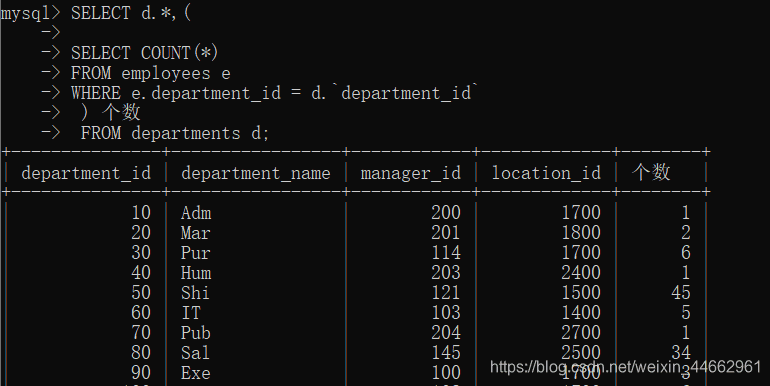 mysql> SELECT d.*,(
->
-> SELECT COUNT(*)
-> FROM employees e
-> WHERE e.department_id = d.`department_id`
-> ) 个数
-> FROM departments d;
+---------------+-----------------+------------+-------------+--------+
| department_id | department_name | manager_id | location_id | 个数 |
+---------------+-----------------+------------+-------------+--------+
| 10 | Adm | 200 | 1700 | 1 |
| 20 | Mar | 201 | 1800 | 2 |
| 30 | Pur | 114 | 1700 | 6 |
| 40 | Hum | 203 | 2400 | 1 |
| 50 | Shi | 121 | 1500 | 45 |
| 60 | IT | 103 | 1400 | 5 |
| 70 | Pub | 204 | 2700 | 1 |
| 80 | Sal | 145 | 2500 | 34 |
| 90 | Exe | 100 | 1700 | 3 |
https://blog.csdn.net/weixin_44662961